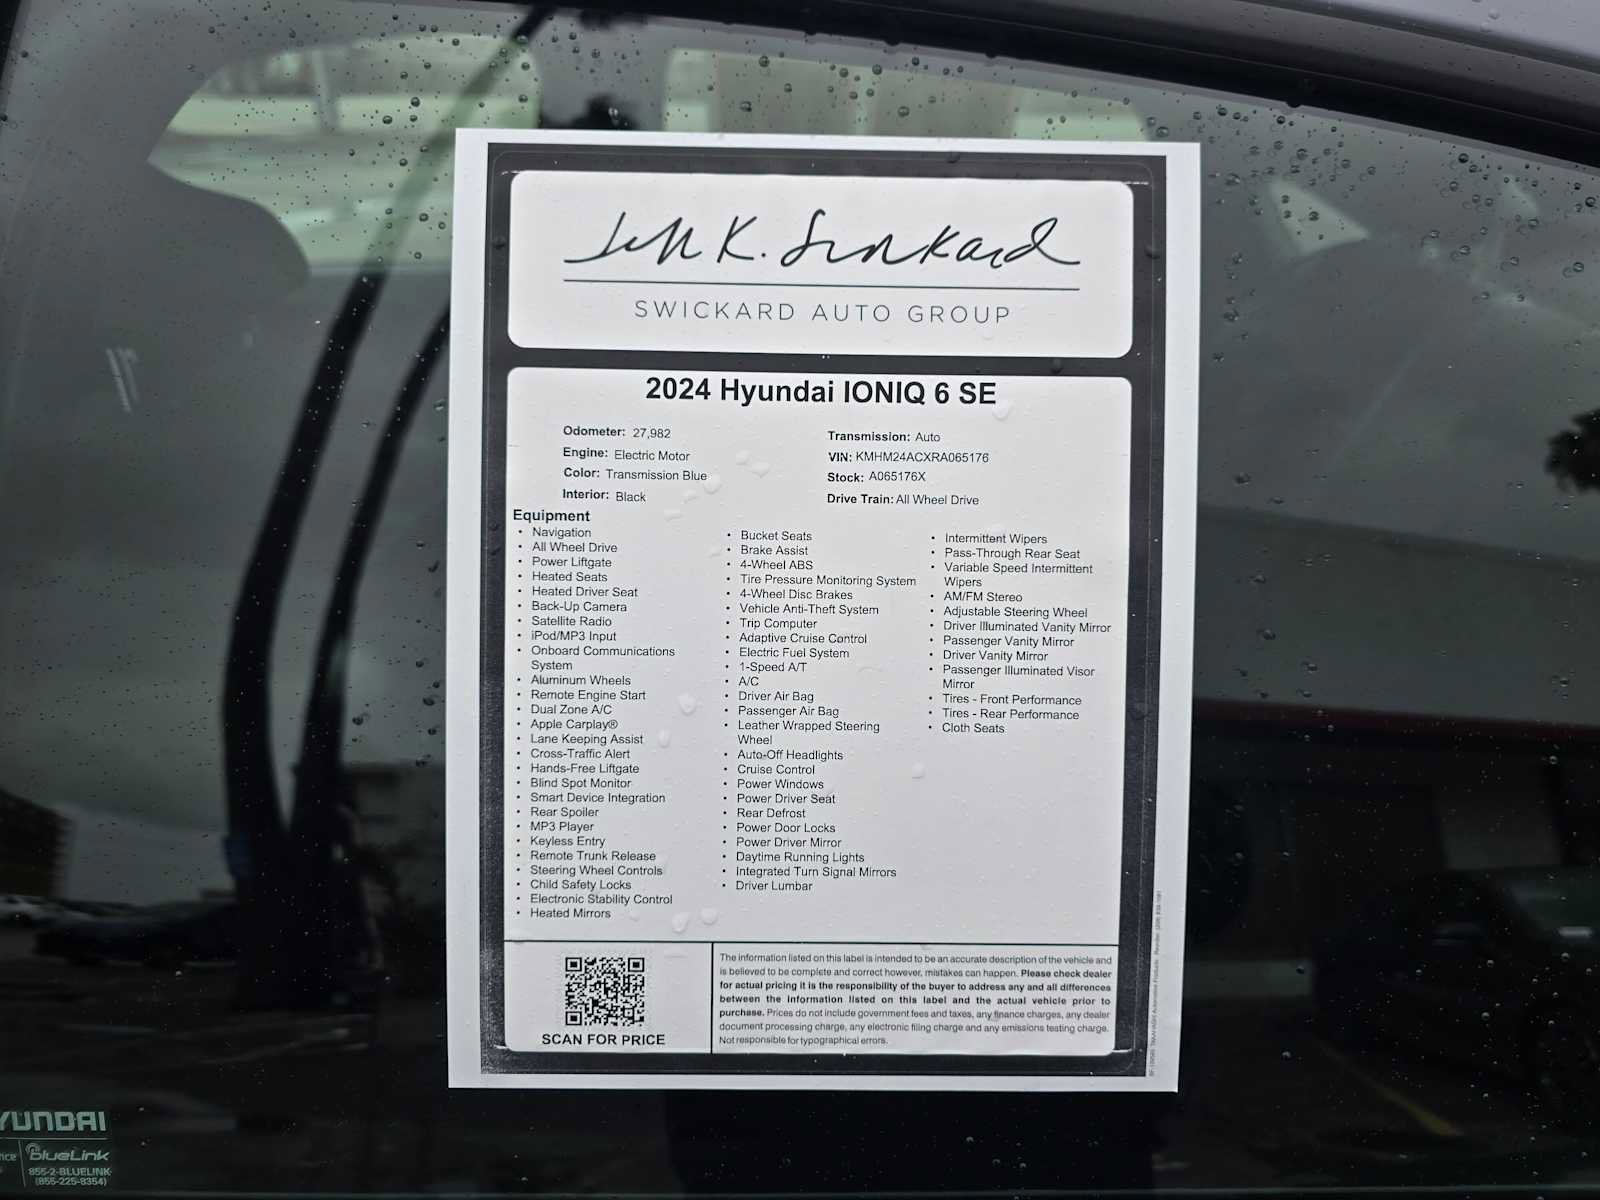 Jeff K. Swickard
SWICKARD AUTO GROUP
2024 Hyundai IONIQ 6 SE
Odometer: 27,982
Engine: Electric Motor
Color: Transmission Blue
Interior: Black
Transmission: Auto
VIN: KMHM24ACXRA065176
Stock: A065176X
Drive Train: All Wheel Drive
Equipment
• Navigation
• All Wheel Drive
• Power Liftgate
• Heated Seats
• Heated Driver Seat
• Back-Up Camera
• Satellite Radio
• iPod/MP3 Input
• Onboard Communications
System
• Aluminum Wheels
• Remote Engine Start
• Dual Zone A/C
• Apple Carplay®
• Lane Keeping Assist
• Cross-Traffic Alert
• Hands-Free Liftgate
• Blind Spot Monitor
• Smart Device Integration
• Rear Spoiler
• MP3 Player
• Keyless Entry
• Remote Trunk Release
• Steering Wheel Controls
• Child Safety Locks
• Electronic Stability Control
• Heated Mirrors
• Bucket Seats
• Brake Assist
• 4-Wheel ABS
• Tire Pressure Monitoring System
• 4-Wheel Disc Brakes
• Vehicle Anti-Theft System
• Trip Computer
• Adaptive Cruise Control
• Electric Fuel System
• 1-Speed A/T
• A/C
• Driver Air Bag
• Passenger Air Bag
• Leather Wrapped Steering
Wheel
• Auto-Off Headlights
• Cruise Control
• Power Windows
• Power Driver Seat
• Rear Defrost
• Power Door Locks
• Power Driver Mirror
• Daytime Running Lights
• Integrated Turn Signal Mirrors
• Driver Lumbar
• Intermittent Wipers
• Pass-Through Rear Seat
• Variable Speed Intermittent
Wipers
• AM/FM Stereo
• Adjustable Steering Wheel
• Driver Illuminated Vanity Mirror
• Passenger Vanity Mirror
• Driver Vanity Mirror
• Passenger Illuminated Visor
Mirror
• Tires - Front Performance
• Tires - Rear Performance
• Cloth Seats
SCAN FOR PRICE
The information listed on this label is intended to be an accurate description of the vehicle and
is believed to be complete and correct however, mistakes can happen. Please check dealer
for actual pricing it is the responsibility of the buyer to address any and all differences
between the information listed on this label and the actual vehicle prior to
purchase. Prices do not include government fees and taxes, any finance charges, any dealer
document processing charge, any electronic filing charge and any emissions testing charge.
Not responsible for typographical errors.
YUNDAI
nce
blueLink
855-2-BLUELINK
(855-225-8354)